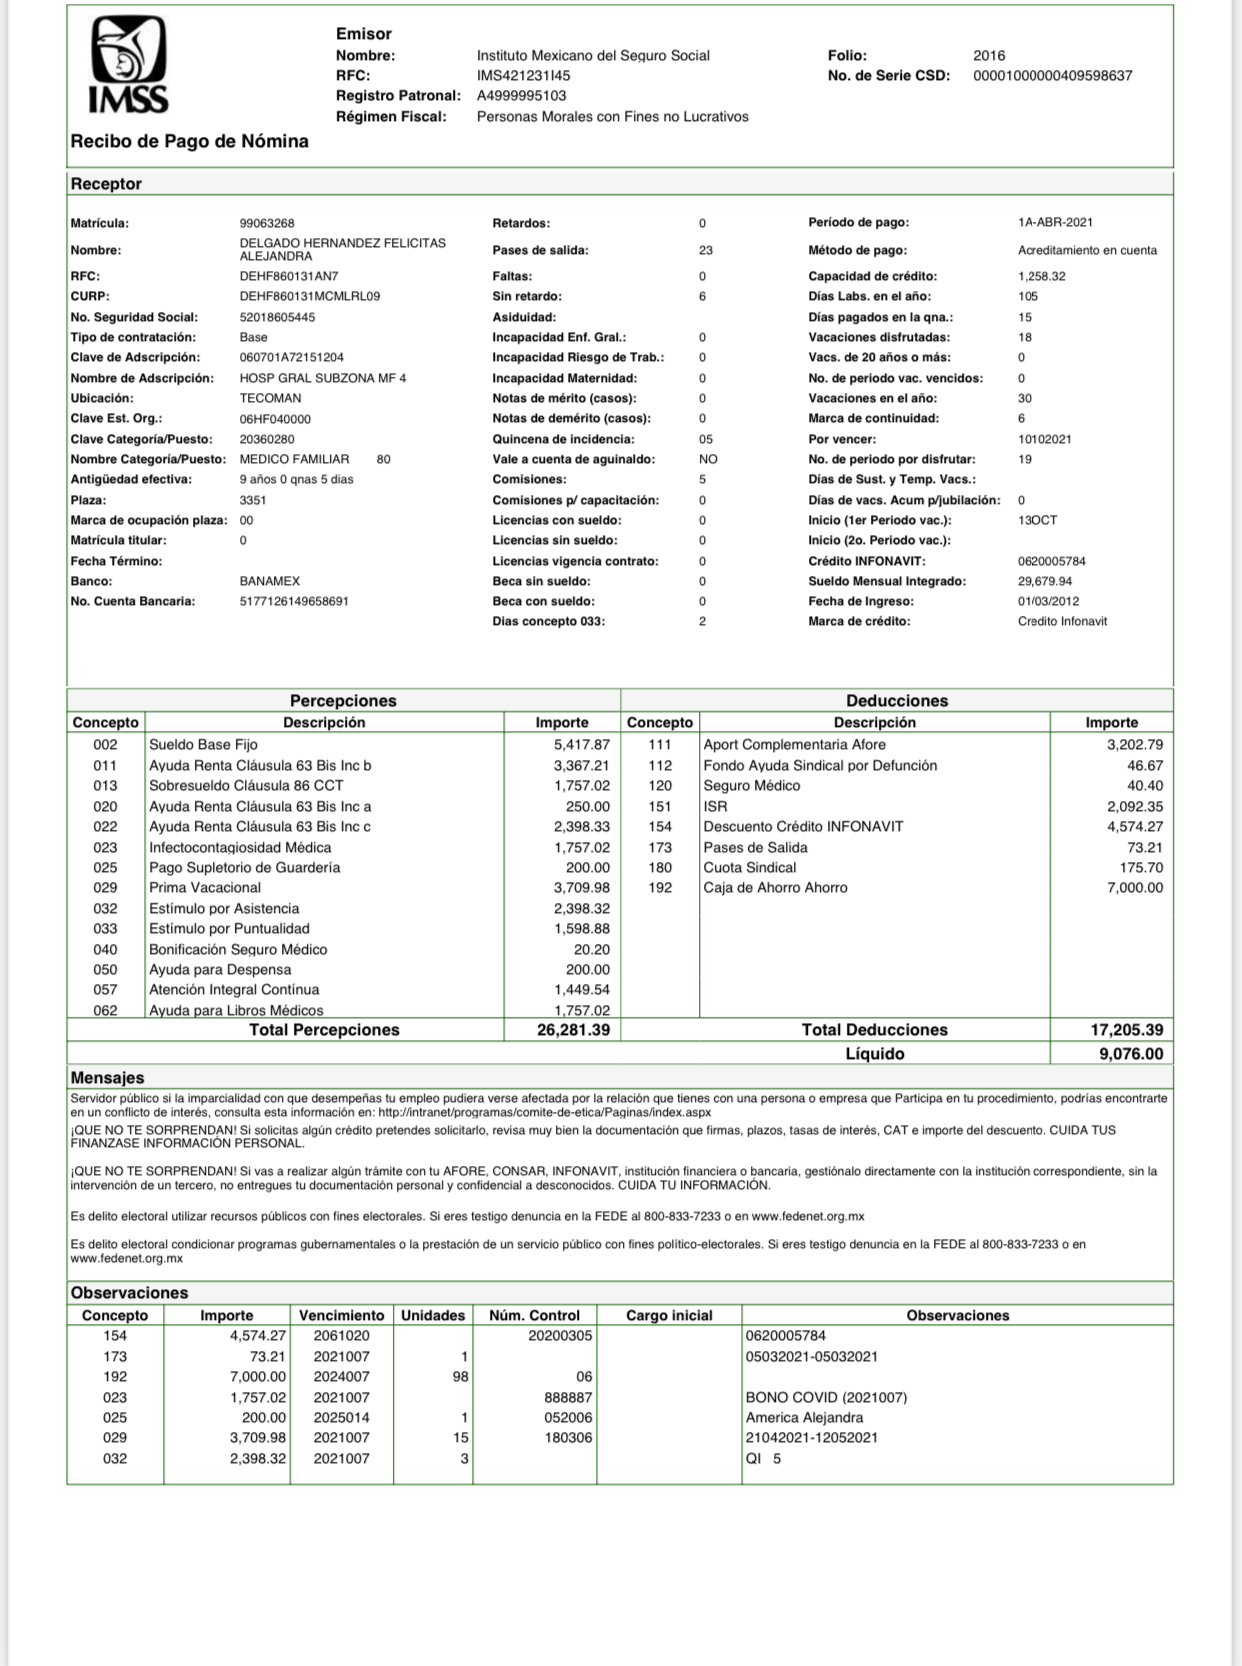 IMSS
Recibo de Pago de Nómina
Emisor
Nombre: Instituto Mexicano del Seguro Social Folio: 2016
RFC: IMS421231I45 No. de Serie CSD: 00001000000409598637
Registro Patronal: A4999995103
Régimen Fiscal: Personas Morales con Fines no Lucrativos
Receptor
Matrícula: 99063268 Retardos: 0 Período de pago: 1A-ABR-2021
Nombre: DELGADO HERNANDEZ FELICITAS ALEJANDRA Pases de salida: 23 Método de pago: Acreditamiento en cuenta
RFC: DEHF860131AN7 Faltas: 0 Capacidad de crédito: 1,258.32
CURP: DEHF860131MCMLRL09 Sin retardo: 6 Días Labs. en el año: 105
No. Seguridad Social: 52018605445 Asiduidad: Días pagados en la qna.: 15
Tipo de contratación: Base Incapacidad Enf. Gral.: 0 Vacaciones disfrutadas: 18
Clave de Adscripción: 060701A72151204 Incapacidad Riesgo de Trab.: 0 Vacs. de 20 años o más: 0
Nombre de Adscripción: HOSP GRAL SUBZONA MF 4 Incapacidad Maternidad: 0 No. de periodo vac. vencidos: 0
Ubicación: TECOMAN Notas de mérito (casos): 0 Vacaciones en el año: 30
Clave Est. Org.: 06HF040000 Notas de demérito (casos): 0 Marca de continuidad: 6
Clave Categoría/Puesto: 20360280 Quincena de incidencia: 05 Por vencer: 10102021
Nombre Categoría/Puesto: MEDICO FAMILIAR 80 Vale a cuenta de aguinaldo: NO No. de periodo por disfrutar: 19
Antigüedad efectiva: 9 años 0 qnas 5 dias Comisiones: 5 Días de Sust. y Temp. Vacs.:
Plaza: 3351 Comisiones p/ capacitación: 0 Días de vacs. Acum p/jubilación: 0
Marca de ocupación plaza: 00 Licencias con sueldo: 0 Inicio (1er Periodo vac.): 13OCT
Matrícula titular: 0 Licencias sin sueldo: 0 Inicio (2o. Periodo vac.):
Fecha Término: Licencias vigencia contrato: 0 Crédito INFONAVIT: 0620005784
Banco: BANAMEX Beca sin sueldo: 0 Sueldo Mensual Integrado: 29,679.94
No. Cuenta Bancaria: 5177126149658691 Beca con sueldo: 0 Fecha de Ingreso: 01/03/2012
Dias concepto 033: 2 Marca de crédito: Credito Infonavit
Percepciones Deducciones
Concepto Descripción Importe Concepto Descripción Importe
002 Sueldo Base Fijo 5,417.87 111 Aport Complementaria Afore 3,202.79
011 Ayuda Renta Cláusula 63 Bis Inc b 3,367.21 112 Fondo Ayuda Sindical por Defunción 46.67
013 Sobresueldo Cláusula 86 CCT 1,757.02 120 Seguro Médico 40.40
020 Ayuda Renta Cláusula 63 Bis Inc a 250.00 151 ISR 2,092.35
022 Ayuda Renta Cláusula 63 Bis Inc c 2,398.33 154 Descuento Crédito INFONAVIT 4,574.27
023 Infectocontagiosidad Médica 1,757.02 173 Pases de Salida 73.21
025 Pago Supletorio de Guardería 200.00 180 Cuota Sindical 175.70
029 Prima Vacacional 3,709.98 192 Caja de Ahorro Ahorro 7,000.00
032 Estímulo por Asistencia 2,398.32
033 Estímulo por Puntualidad 1,598.88
040 Bonificación Seguro Médico 20.20
050 Ayuda para Despensa 200.00
057 Atención Integral Contínua 1,449.54
062 Ayuda para Libros Médicos 1,757.02
Total Percepciones 26,281.39 Total Deducciones 17,205.39
Líquido 9,076.00
Mensajes
Servidor público si la imparcialidad con que desempeñas tu empleo pudiera verse afectada por la relación que tienes con una persona o empresa que Participa en tu procedimiento, podrías encontrarte
en un conflicto de interés, consulta esta información en: http://intranet/programas/comite-de-etica/Paginas/index.aspx
¡QUE NO TE SORPRENDAN! Si solicitas algún crédito pretendes solicitarlo, revisa muy bien la documentación que firmas, plazos, tasas de interés, CAT e importe del descuento. CUIDA TUS
FINANZASE INFORMACIÓN PERSONAL.
¡QUE NO TE SORPRENDAN! Si vas a realizar algún trámite con tu AFORE, CONSAR, INFONAVIT, institución financiera o bancaria, gestiónalo directamente con la institución correspondiente, sin la
intervención de un tercero, no entregues tu documentación personal y confidencial a desconocidos. CUIDA TU INFORMACIÓN.
Es delito electoral utilizar recursos públicos con fines electorales. Si eres testigo denuncia en la FEDE al 800-833-7233 o en www.fedenet.org.mx
Es delito electoral condicionar programas gubernamentales o la prestación de un servicio público con fines político-electorales. Si eres testigo denuncia en la FEDE al 800-833-7233 o en
www.fedenet.org.mx
Observaciones
Concepto Importe Vencimiento Unidades Núm. Control Cargo inicial Observaciones
154 4,574.27 2061020 20200305 0620005784
173 73.21 2021007 1 05032021-05032021
192 7,000.00 2024007 98 06
023 1,757.02 2021007 888887 BONO COVID (2021007)
025 200.00 2025014 1 052006 America Alejandra
029 3,709.98 2021007 15 180306 21042021-12052021
032 2,398.32 2021007 3 QI 5